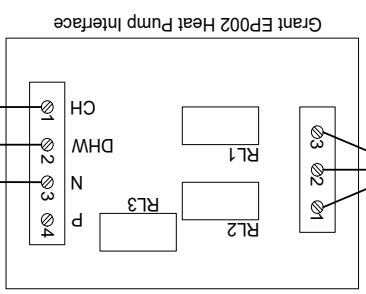 Grant EP002 Heat Pump Interface
1 CH
2 DHW
3 N
4 P
RL1
RL2
RL3
3
2
1